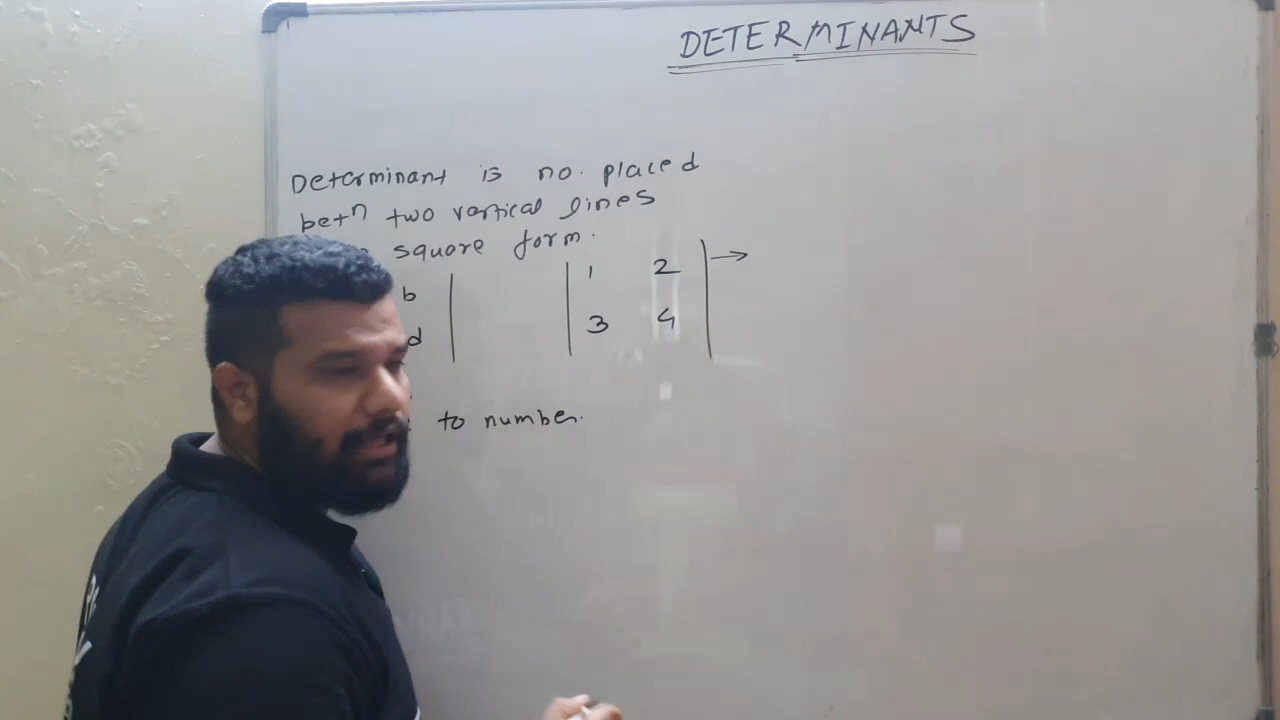 DETERMINANTS
Determinant is no. placed
betn two vertical lines
square form.
b | | 1 2 | →
d | | 3 4 |
to number.